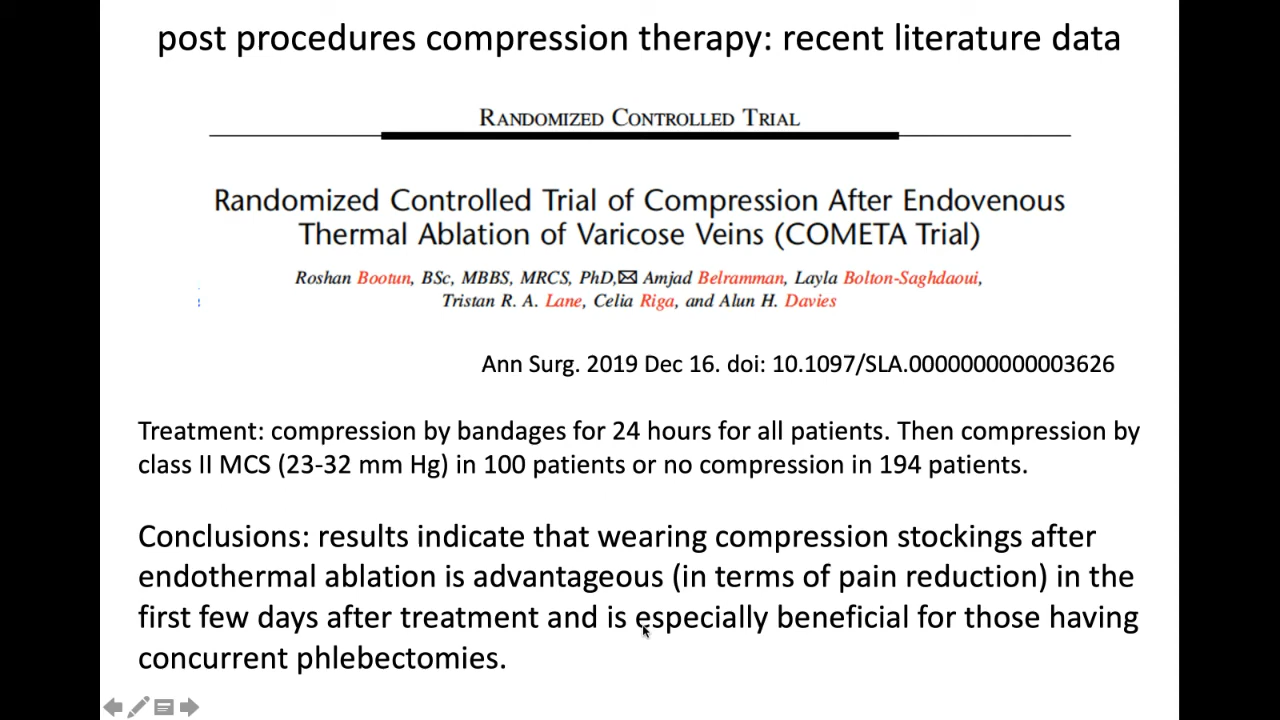 post procedures compression therapy: recent literature data
RANDOMIZED CONTROLLED TRIAL
Randomized Controlled Trial of Compression After Endovenous
Thermal Ablation of Varicose Veins (COMETA Trial)
Roshan Bootun, BSc, MBBS, MRCS, PhD,✉ Amjad Belramman, Layla Bolton-Saghdaoui,
Tristan R. A. Lane, Celia Riga, and Alun H. Davies
Ann Surg. 2019 Dec 16. doi: 10.1097/SLA.0000000000003626
Treatment: compression by bandages for 24 hours for all patients. Then compression by
class II MCS (23-32 mm Hg) in 100 patients or no compression in 194 patients.
Conclusions: results indicate that wearing compression stockings after
endothermal ablation is advantageous (in terms of pain reduction) in the
first few days after treatment and is especially beneficial for those having
concurrent phlebectomies.